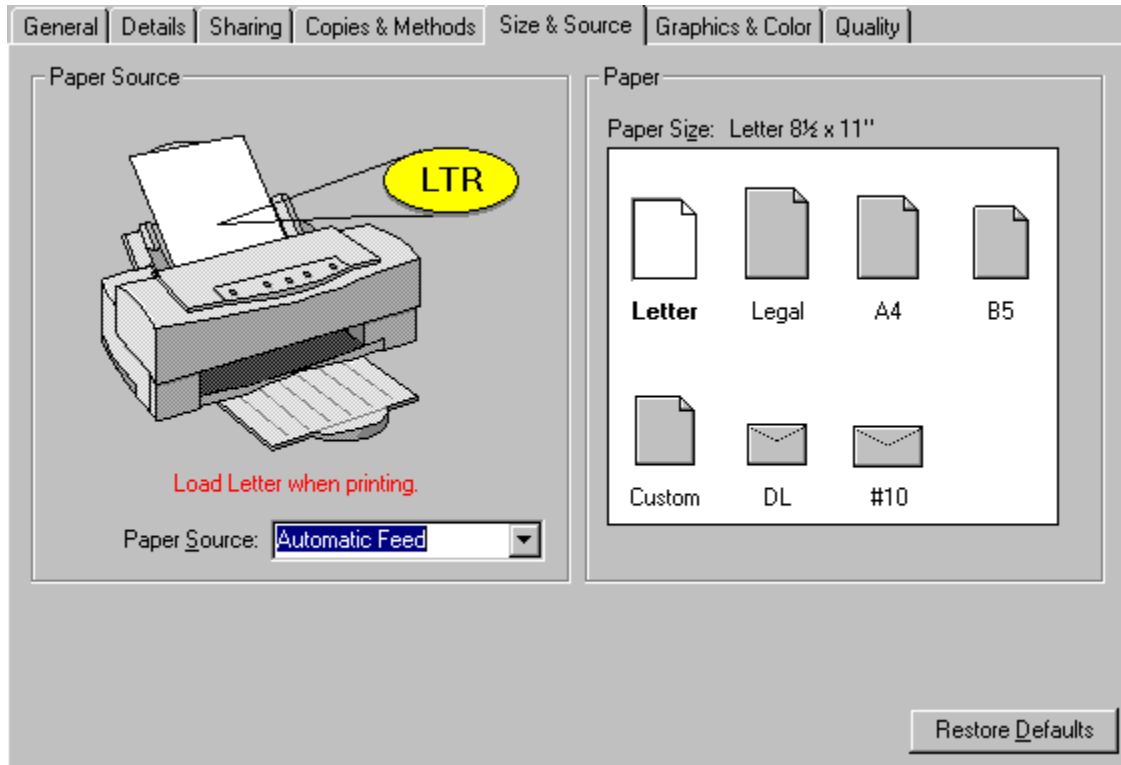 General Details Sharing Copies & Methods Size & Source Graphics & Color Quality
Paper Source
LTR
Load Letter when printing.
Paper Source: Automatic Feed
Paper
Paper Size: Letter 8½ x 11"
Letter Legal A4 B5
Custom DL #10
Restore Defaults